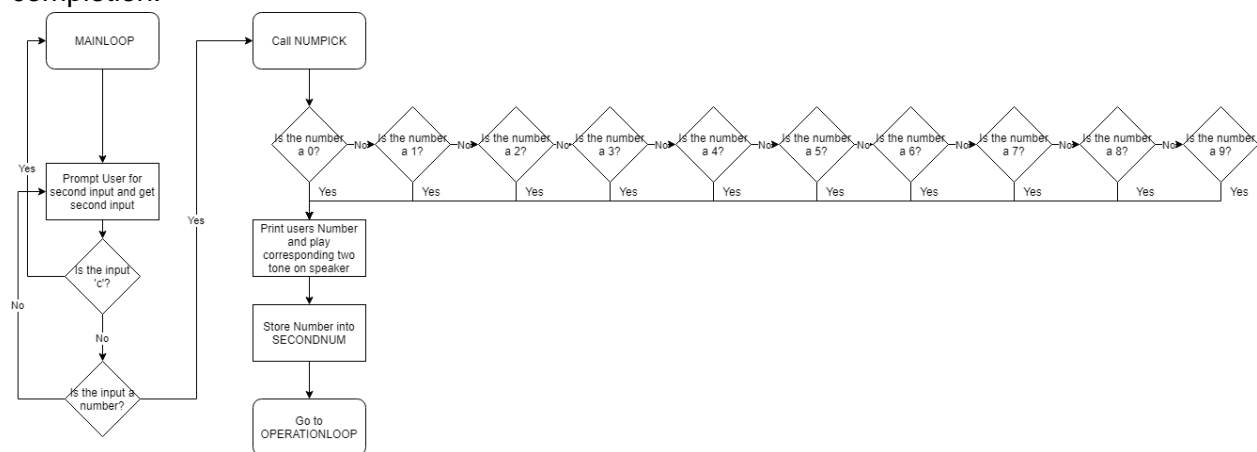 completion.
MAINLOOP
Call NUMPICK
Is the number
a 0?
No
Is the number
a 1?
No
Is the number
a 2?
No
Is the number
a 3?
No
Is the number
a 4?
No
Is the number
a 5?
No
Is the number
a 6?
No
Is the number
a 7?
No
Is the number
a 8?
No
Is the number
a 9?
Yes
Yes
Yes
Yes
Yes
Yes
Yes
Yes
Yes
Yes
Yes
Prompt User for
second input and get
second input
Yes
Yes
Is the input
'c'?
No
No
Is the input a
number?
Print users Number
and play
corresponding two
tone on speaker
Store Number into
SECONDNUM
Go to
OPERATIONLOOP